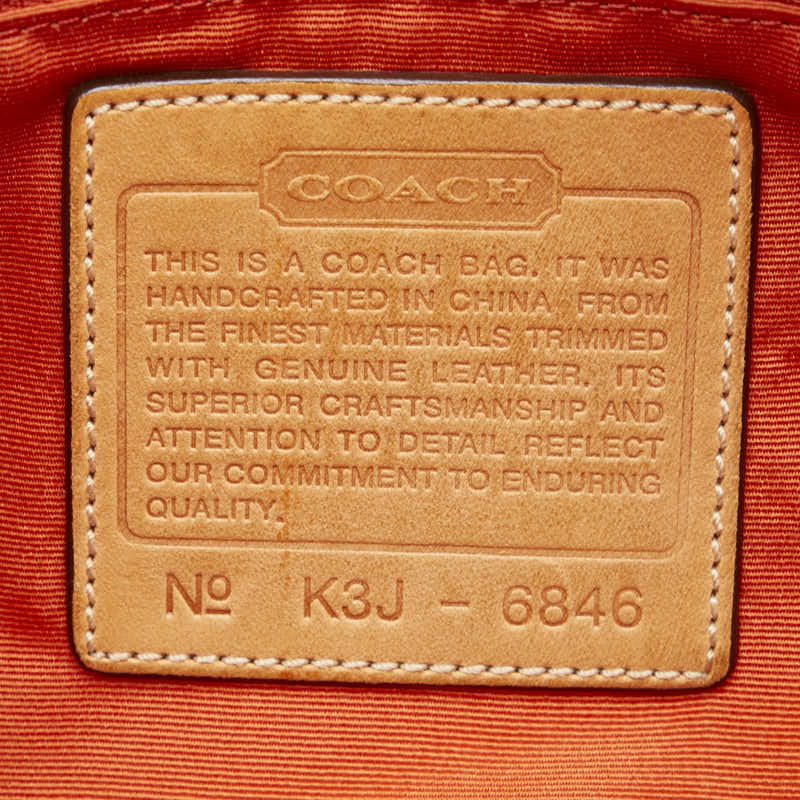 COACH
THIS IS A COACH BAG. IT WAS
HANDCRAFTED IN CHINA FROM
THE FINEST MATERIALS TRIMMED
WITH GENUINE LEATHER. ITS
SUPERIOR CRAFTSMANSHIP AND
ATTENTION TO DETAIL REFLECT
OUR COMMITMENT TO ENDURING
QUALITY.
Nº K3J - 6846